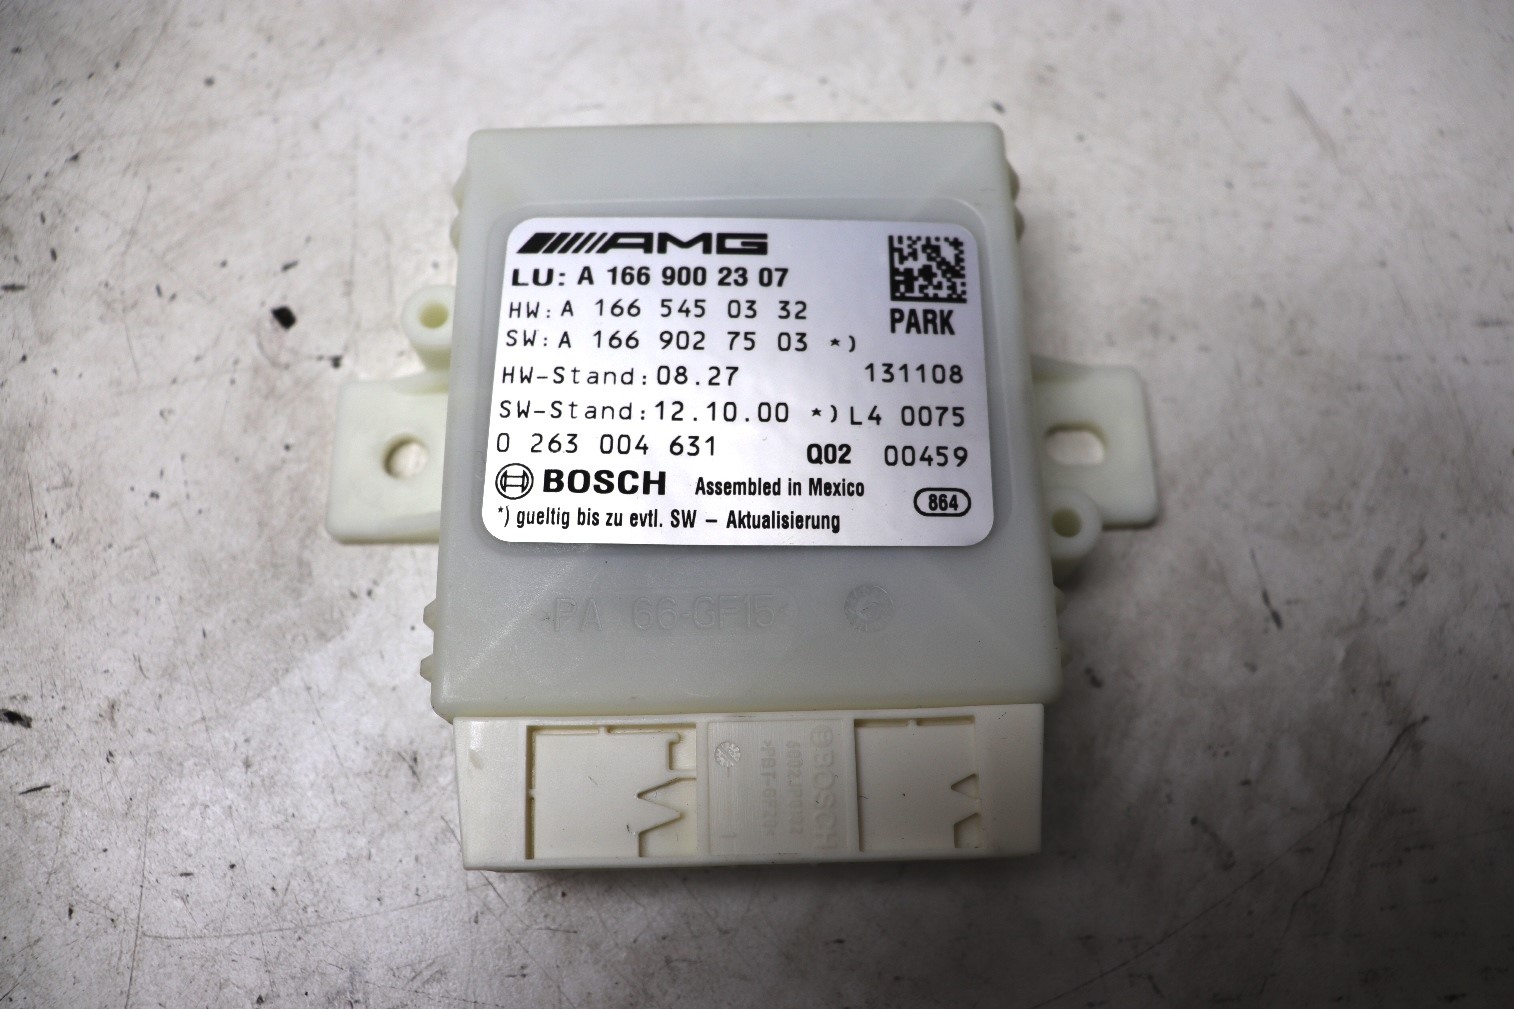 AMG
LU: A 166 900 23 07
HW: A 166 545 03 32
SW: A 166 902 75 03 *)
PARK
HW-Stand: 08.27 131108
SW-Stand: 12.10.00 *) L4 0075
0 263 004 631 Q02 00459
BOSCH Assembled in Mexico 864
*) gueltig bis zu evtl. SW - Aktualisierung
PA 66-GF15
BOSCH